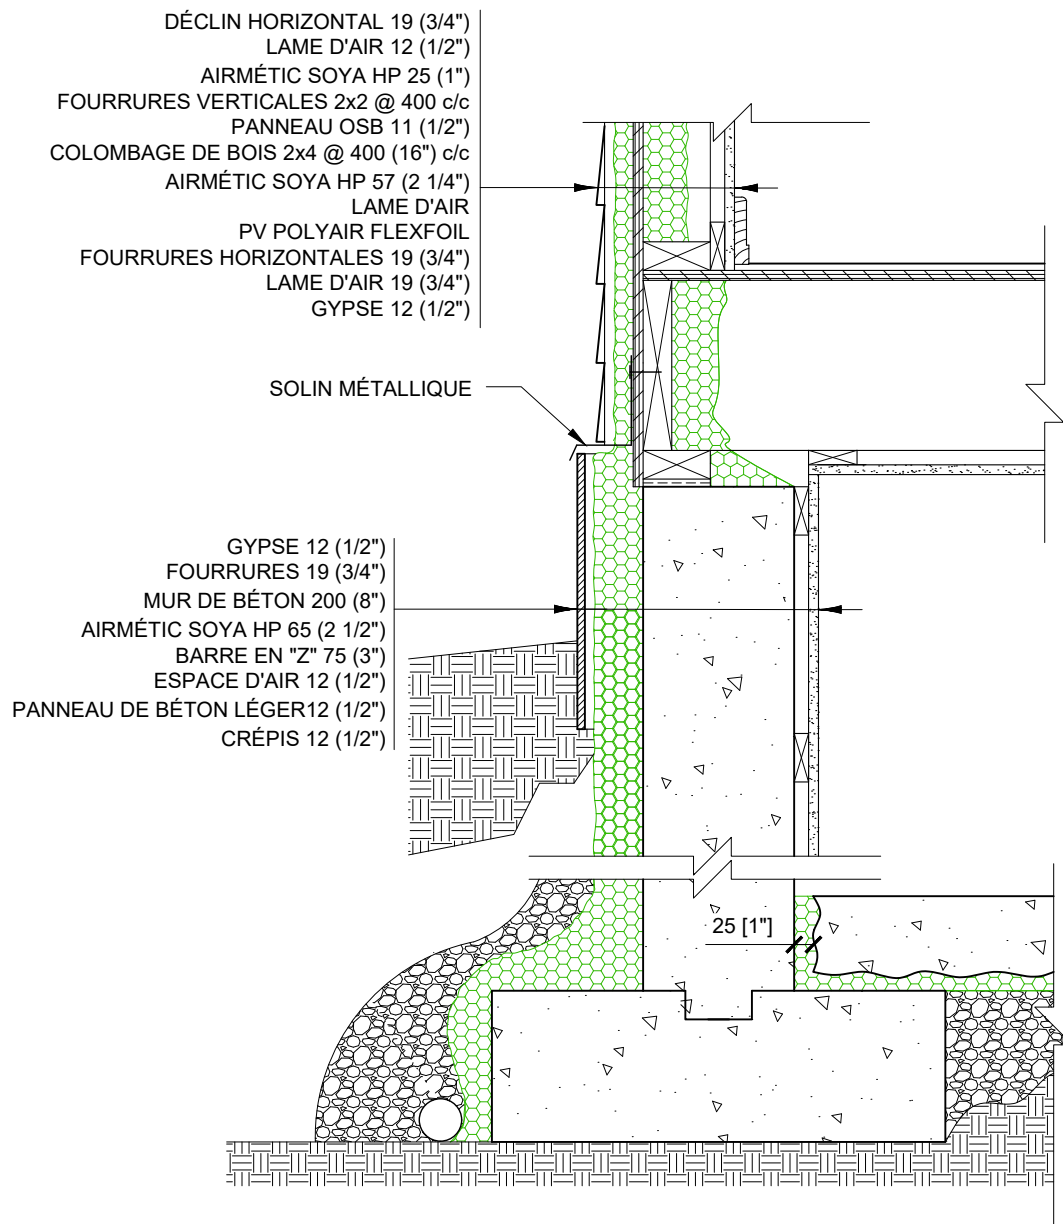 DÉCLIN HORIZONTAL 19 (3/4")
LAME D'AIR 12 (1/2")
AIRMÉTIC SOYA HP 25 (1")
FOURRURES VERTICALES 2x2 @ 400 c/c
PANNEAU OSB 11 (1/2")
COLOMBAGE DE BOIS 2x4 @ 400 (16") c/c
AIRMÉTIC SOYA HP 57 (2 1/4")
LAME D'AIR
PV POLYAIR FLEXFOIL
FOURRURES HORIZONTALES 19 (3/4")
LAME D'AIR 19 (3/4")
GYPSE 12 (1/2")
SOLIN MÉTALLIQUE
GYPSE 12 (1/2")
FOURRURES 19 (3/4")
MUR DE BÉTON 200 (8")
AIRMÉTIC SOYA HP 65 (2 1/2")
BARRE EN "Z" 75 (3")
ESPACE D'AIR 12 (1/2")
PANNEAU DE BÉTON LÉGER12 (1/2")
CRÉPIS 12 (1/2")
25 [1"]